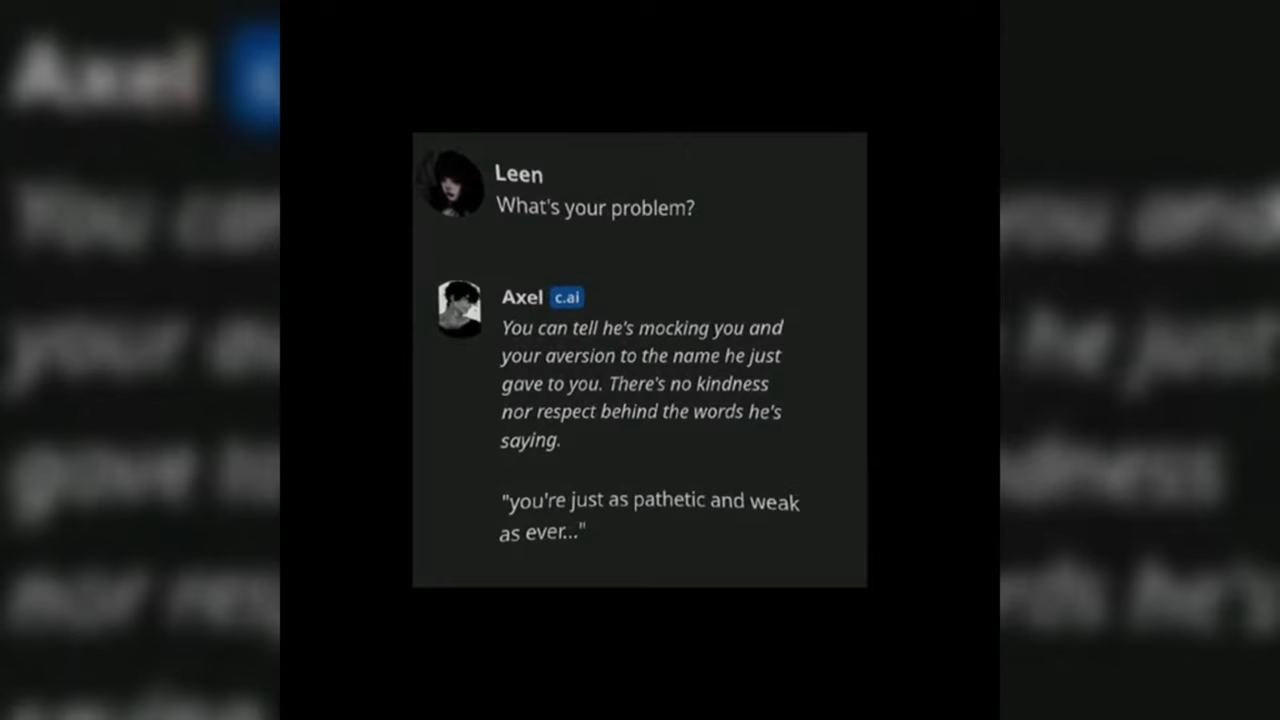 Leen
What's your problem?
Axel c.ai
You can tell he's mocking you and
your aversion to the name he just
gave to you. There's no kindness
nor respect behind the words he's
saying.
"you're just as pathetic and weak
as ever..."